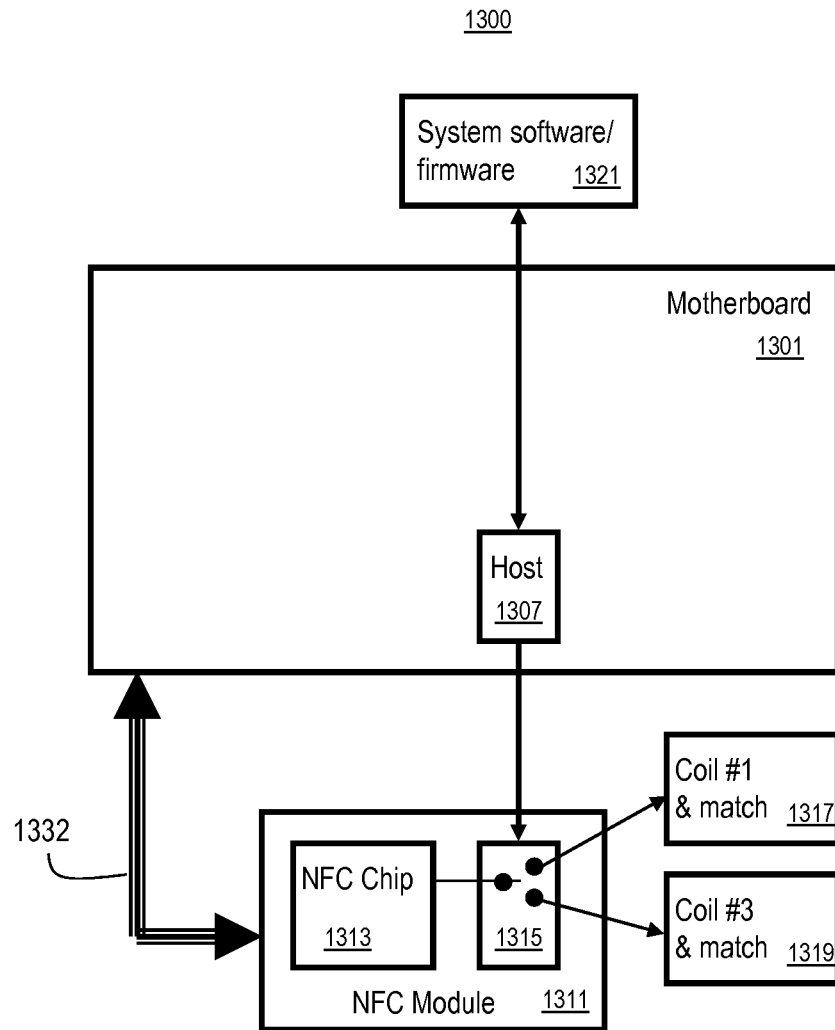 1300
System software/
firmware
1321
Motherboard
1301
Host
1307
1332
NFC Chip
1313
1315
NFC Module
1311
Coil #1
& match
1317
Coil #3
& match
1319